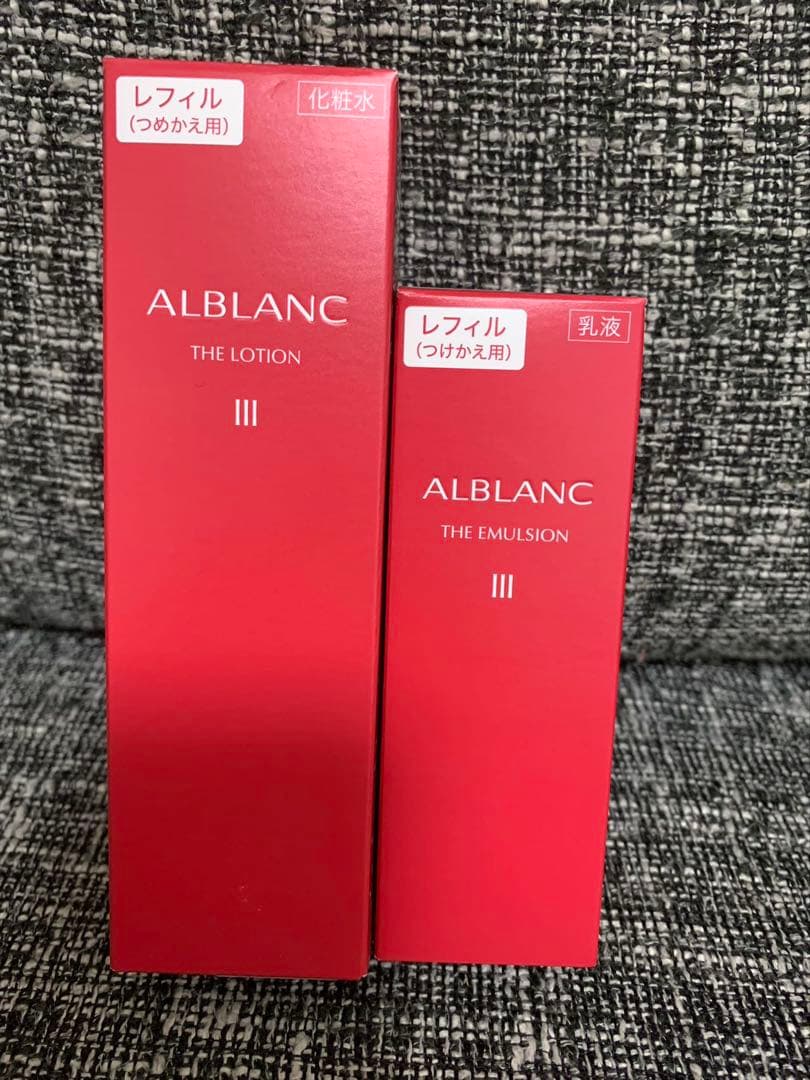 レフィル
(つめかえ用)
化粧水
ALBLANC
THE LOTION
III
レフィル
(つけかえ用)
乳液
ALBLANC
THE EMULSION
III